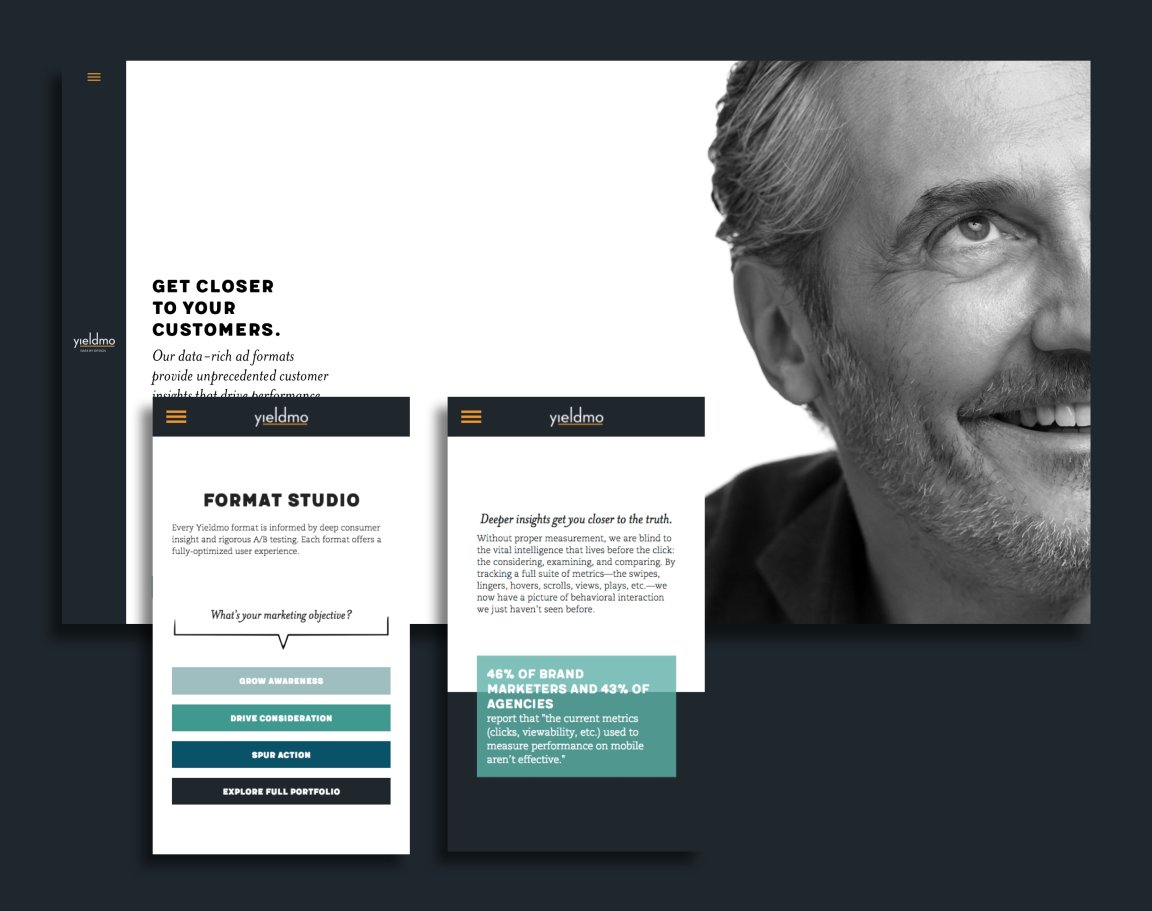 GET CLOSER
TO YOUR
CUSTOMERS.
yieldmo
DATA BY DESIGN
Our data-rich ad formats
provide unprecedented customer
insights that drive performance
yieldmo
FORMAT STUDIO
Every Yieldmo format is informed by deep consumer
insight and rigorous A/B testing. Each format offers a
fully-optimized user experience.
What's your marketing objective?
GROW AWARENESS
DRIVE CONSIDERATION
SPUR ACTION
EXPLORE FULL PORTFOLIO
yieldmo
Deeper insights get you closer to the truth.
Without proper measurement, we are blind to
the vital intelligence that lives before the click:
the considering, examining, and comparing. By
tracking a full suite of metrics—the swipes,
lingers, hovers, scrolls, views, plays, etc.—we
now have a picture of behavioral interaction
we just haven't seen before.
46% OF BRAND
MARKETERS AND 43% OF
AGENCIES
report that "the current metrics
(clicks, viewability, etc.) used to
measure performance on mobile
aren't effective."